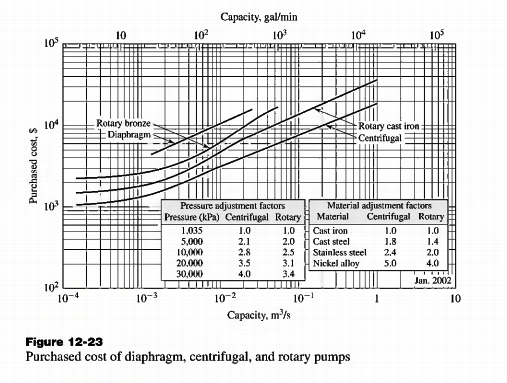 Capacity, gal/min
10 10² 10³ 10⁴ 10⁵
10⁵
10⁴
10³
10²
Purchased cost, $
Rotary bronze
Diaphragm
Rotary cast iron
Centrifugal
Pressure adjustment factors
Pressure (kPa) Centrifugal Rotary
1,035 1.0 1.0
5,000 2.1 2.0
10,000 2.8 2.5
20,000 3.5 3.1
30,000 4.0 3.4
Material adjustment factors
Material Centrifugal Rotary
Cast iron 1.0 1.0
Cast steel 1.8 1.4
Stainless steel 2.4 2.0
Nickel alloy 5.0 4.0
Jan. 2002
10⁻⁴ 10⁻³ 10⁻² 10⁻¹ 1 10
Capacity, m³/s
Figure 12-23
Purchased cost of diaphragm, centrifugal, and rotary pumps